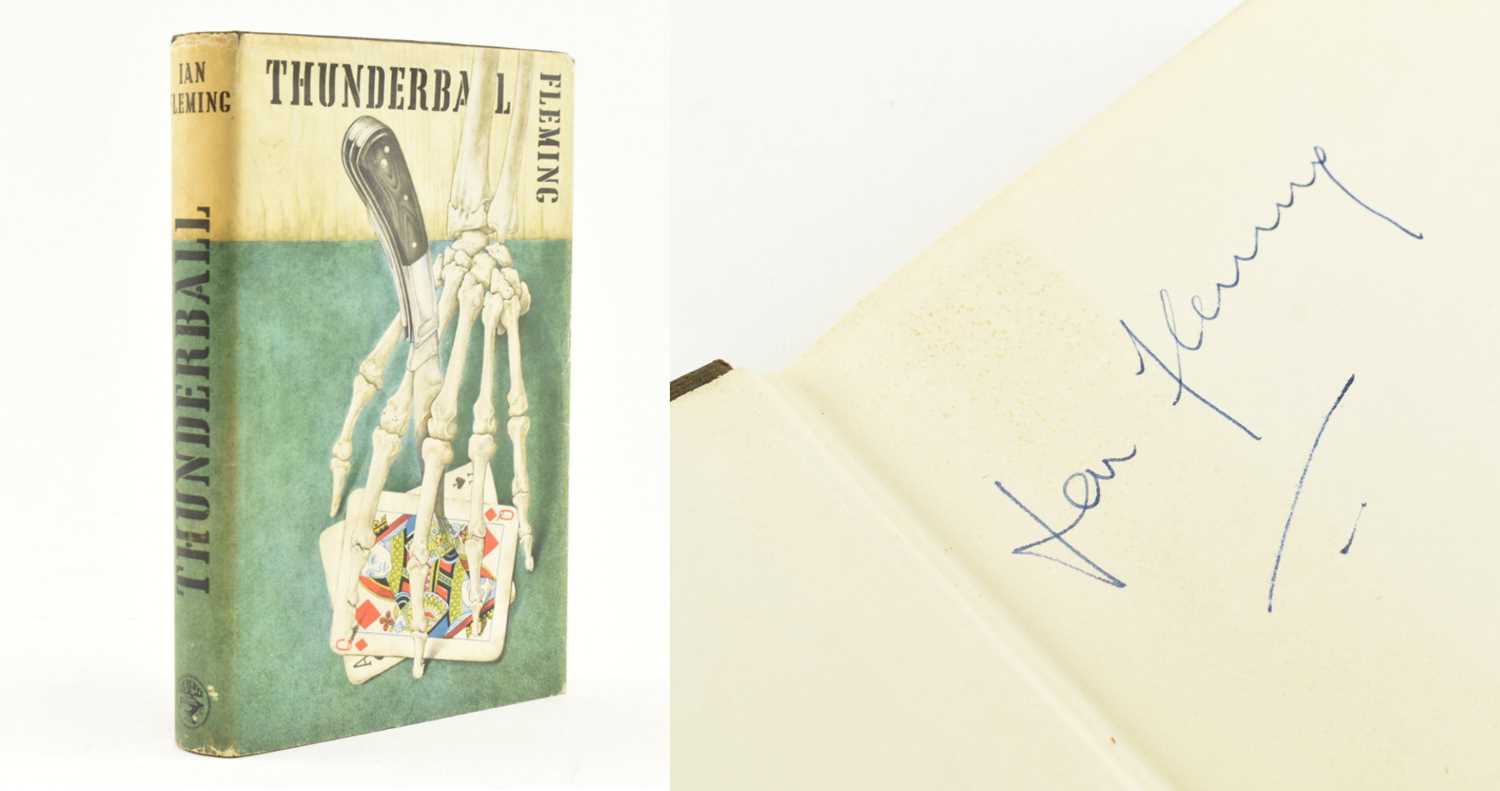 IAN
FLEMING
THUNDERBALL
THUNDERBALL
FLEMING
Q
Q
A
Ian Fleming